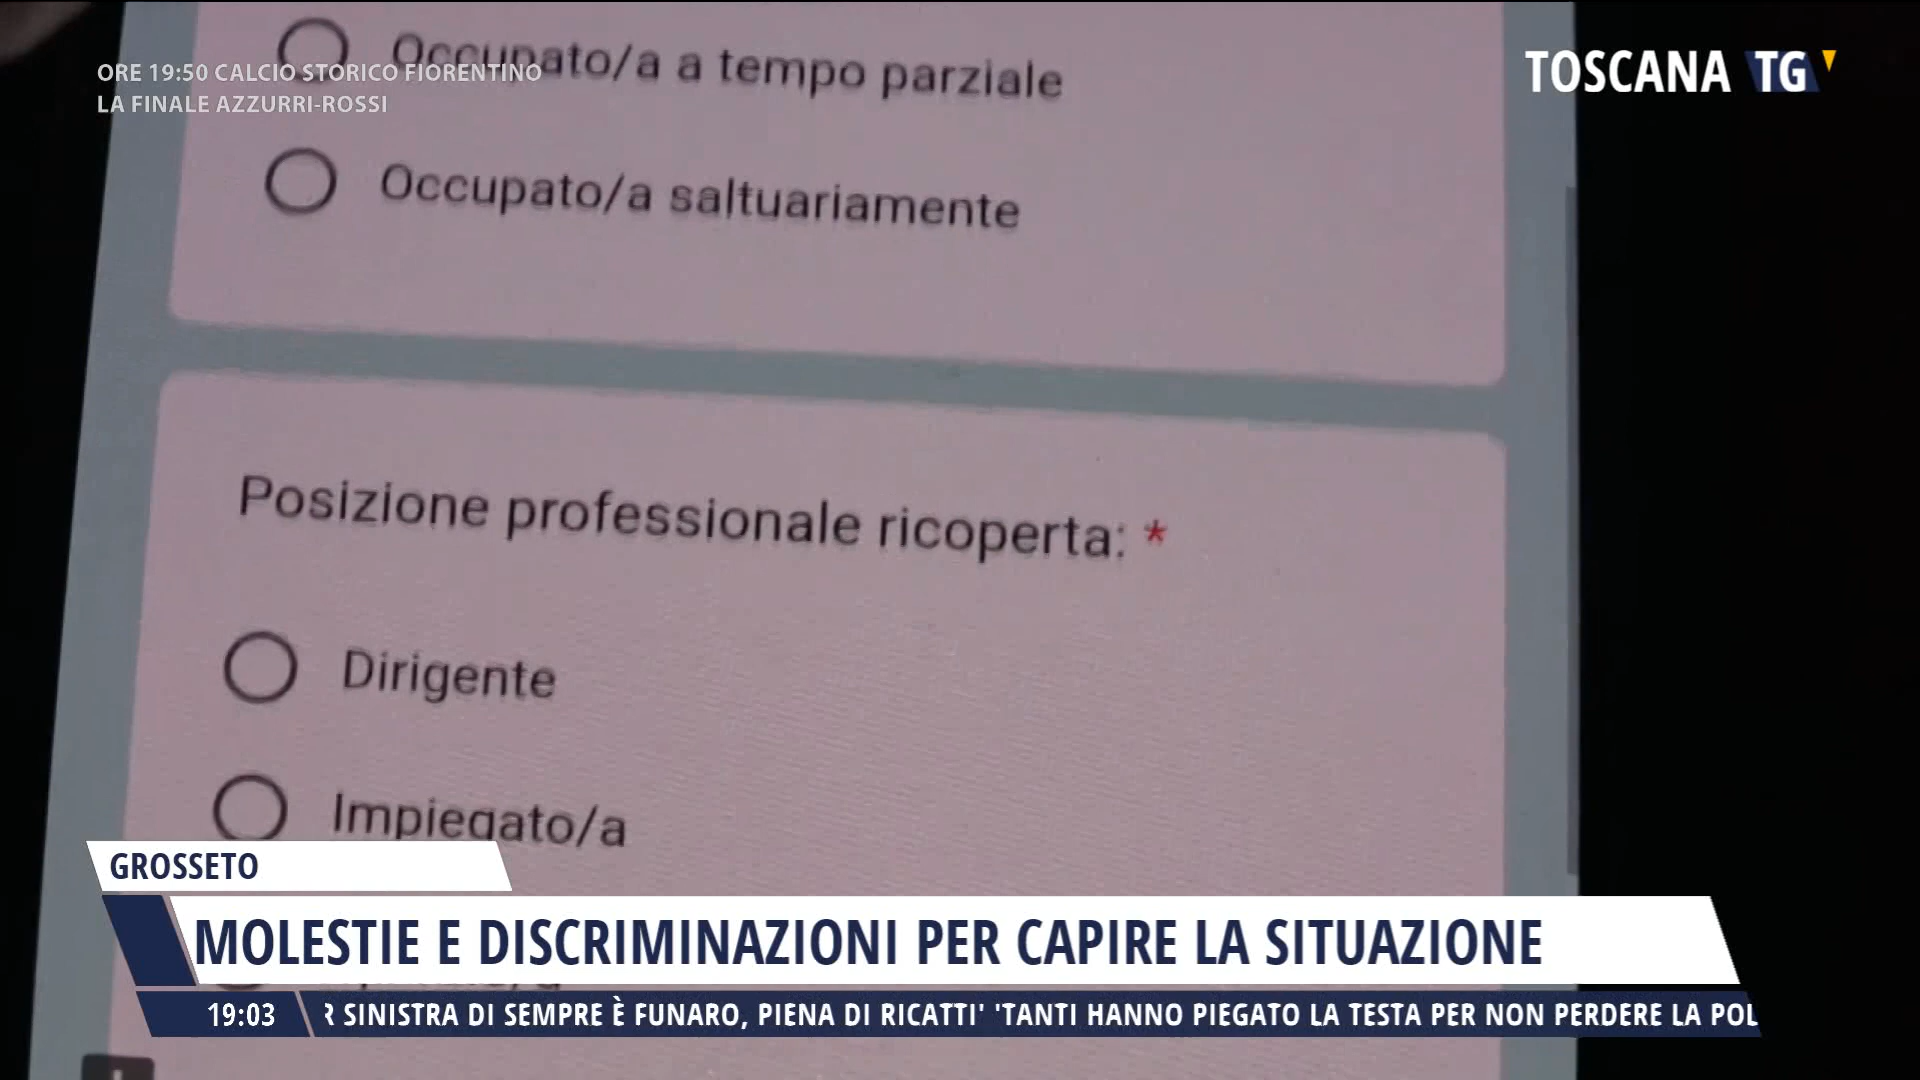 Occupato/a a tempo parziale
ORE 19:50 CALCIO STORICO FIORENTINO
LA FINALE AZZURRI-ROSSI
TOSCANA TG
Occupato/a saltuariamente
Posizione professionale ricoperta: *
Dirigente
Impiegato/a
GROSSETO
MOLESTIE E DISCRIMINAZIONI PER CAPIRE LA SITUAZIONE
19:03
R SINISTRA DI SEMPRE È FUNARO, PIENA DI RICATTI' 'TANTI HANNO PIEGATO LA TESTA PER NON PERDERE LA POL